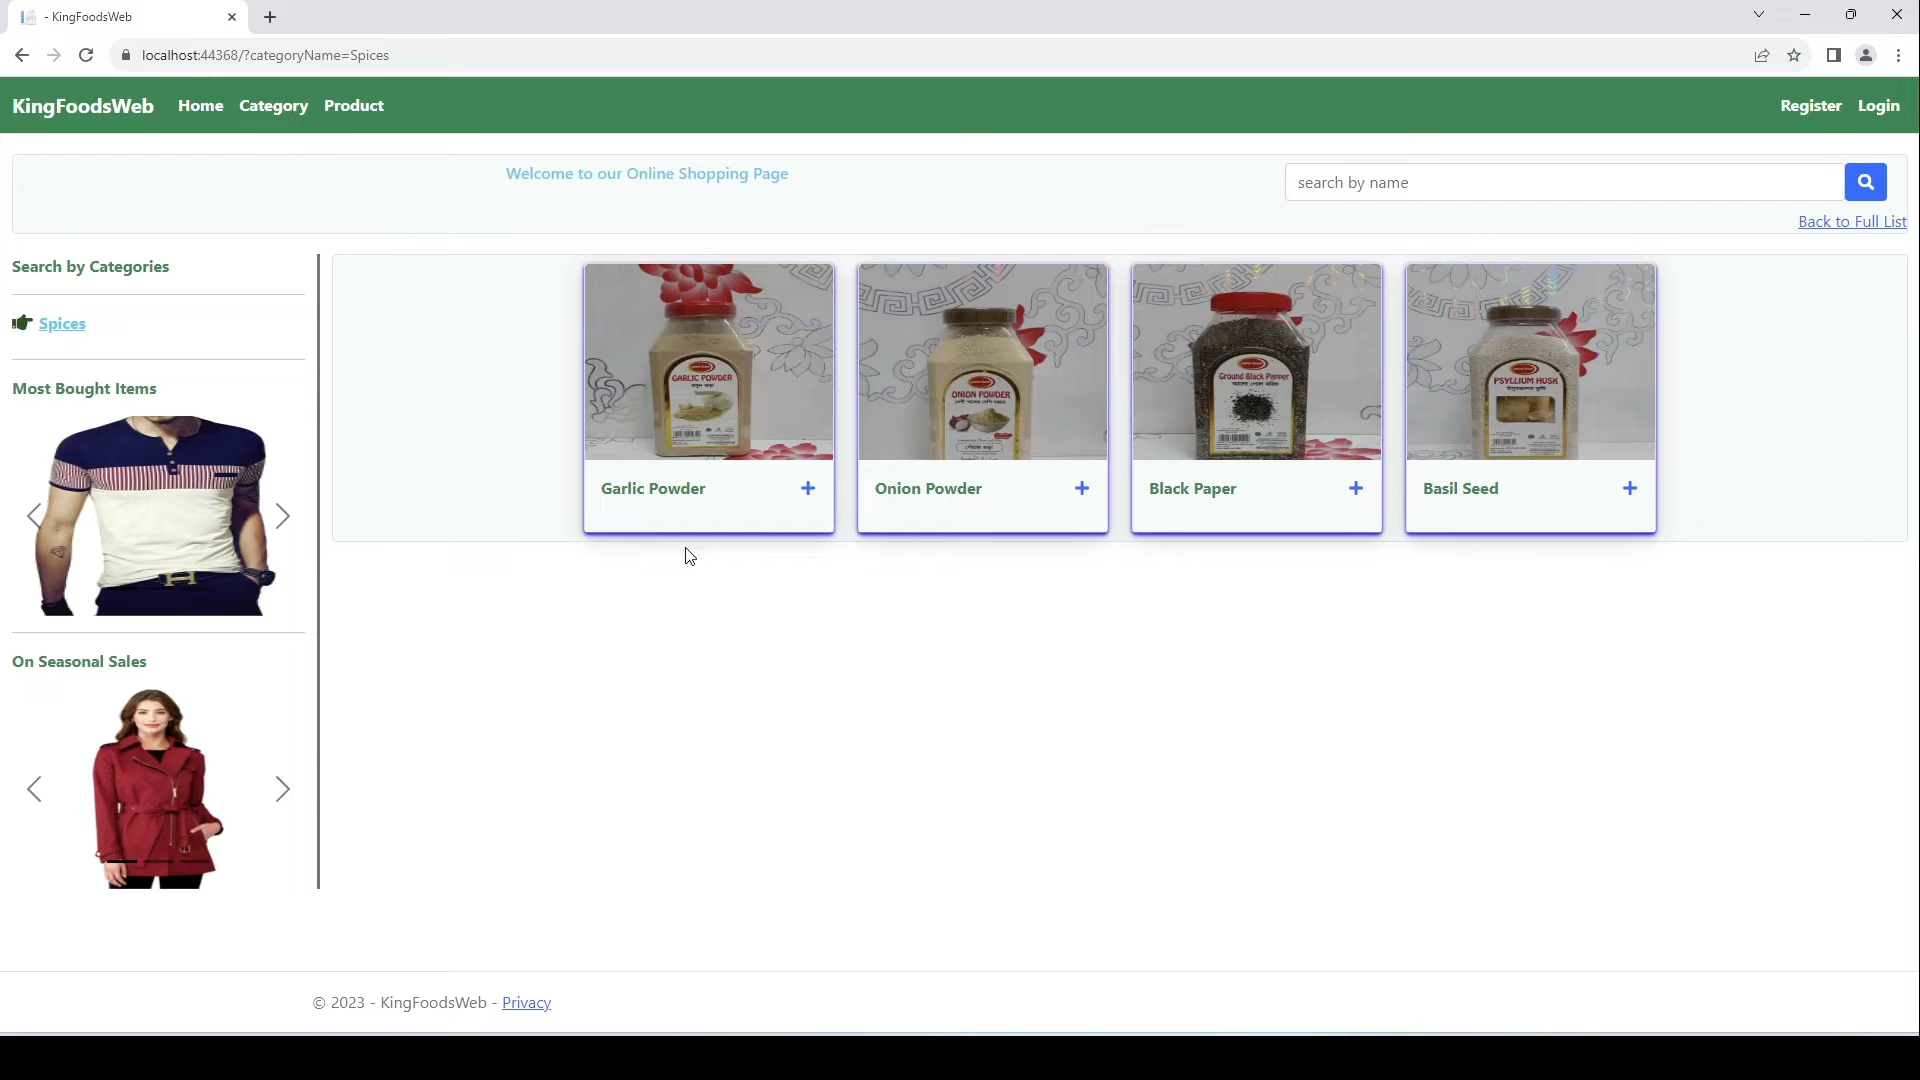 - KingFoodsWeb
localhost:44368/?categoryName=Spices
KingFoodsWeb Home Category Product Register Login
Welcome to our Online Shopping Page
search by name
Back to Full List
Search by Categories
Spices
Most Bought Items
On Seasonal Sales
GARLIC POWDER
ONION POWDER
Ground Black Pepper
PSYLLIUM HUSK
Garlic Powder
Onion Powder
Black Paper
Basil Seed
© 2023 - KingFoodsWeb - Privacy